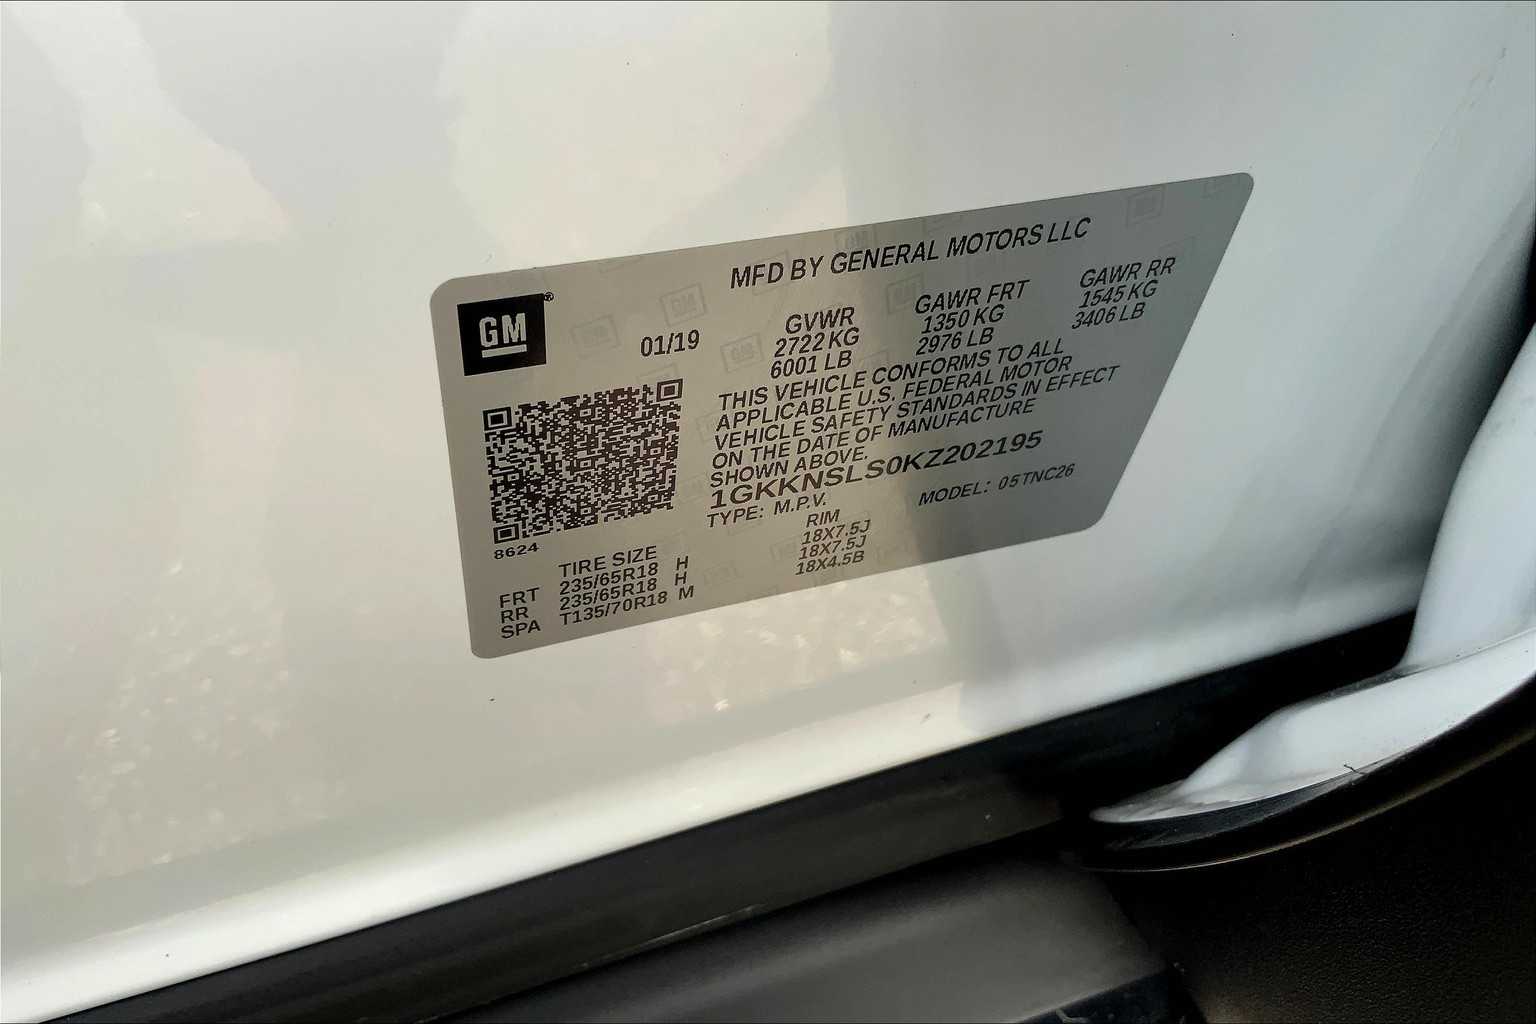 MFD BY GENERAL MOTORS LLC
GM®
01/19
GVWR GAWR FRT GAWR RR
2722 KG 1350 KG 1545 KG
6001 LB 2976 LB 3406 LB
THIS VEHICLE CONFORMS TO ALL
APPLICABLE U.S. FEDERAL MOTOR
VEHICLE SAFETY STANDARDS IN EFFECT
ON THE DATE OF MANUFACTURE
SHOWN ABOVE.
1GKKNSLS0KZ202195
TYPE: M.P.V. MODEL: 05TNC26
8624
TIRE SIZE RIM
FRT 235/65R18 H 18X7.5J
RR 235/65R18 H 18X7.5J
SPA T135/70R18 M 18X4.5B